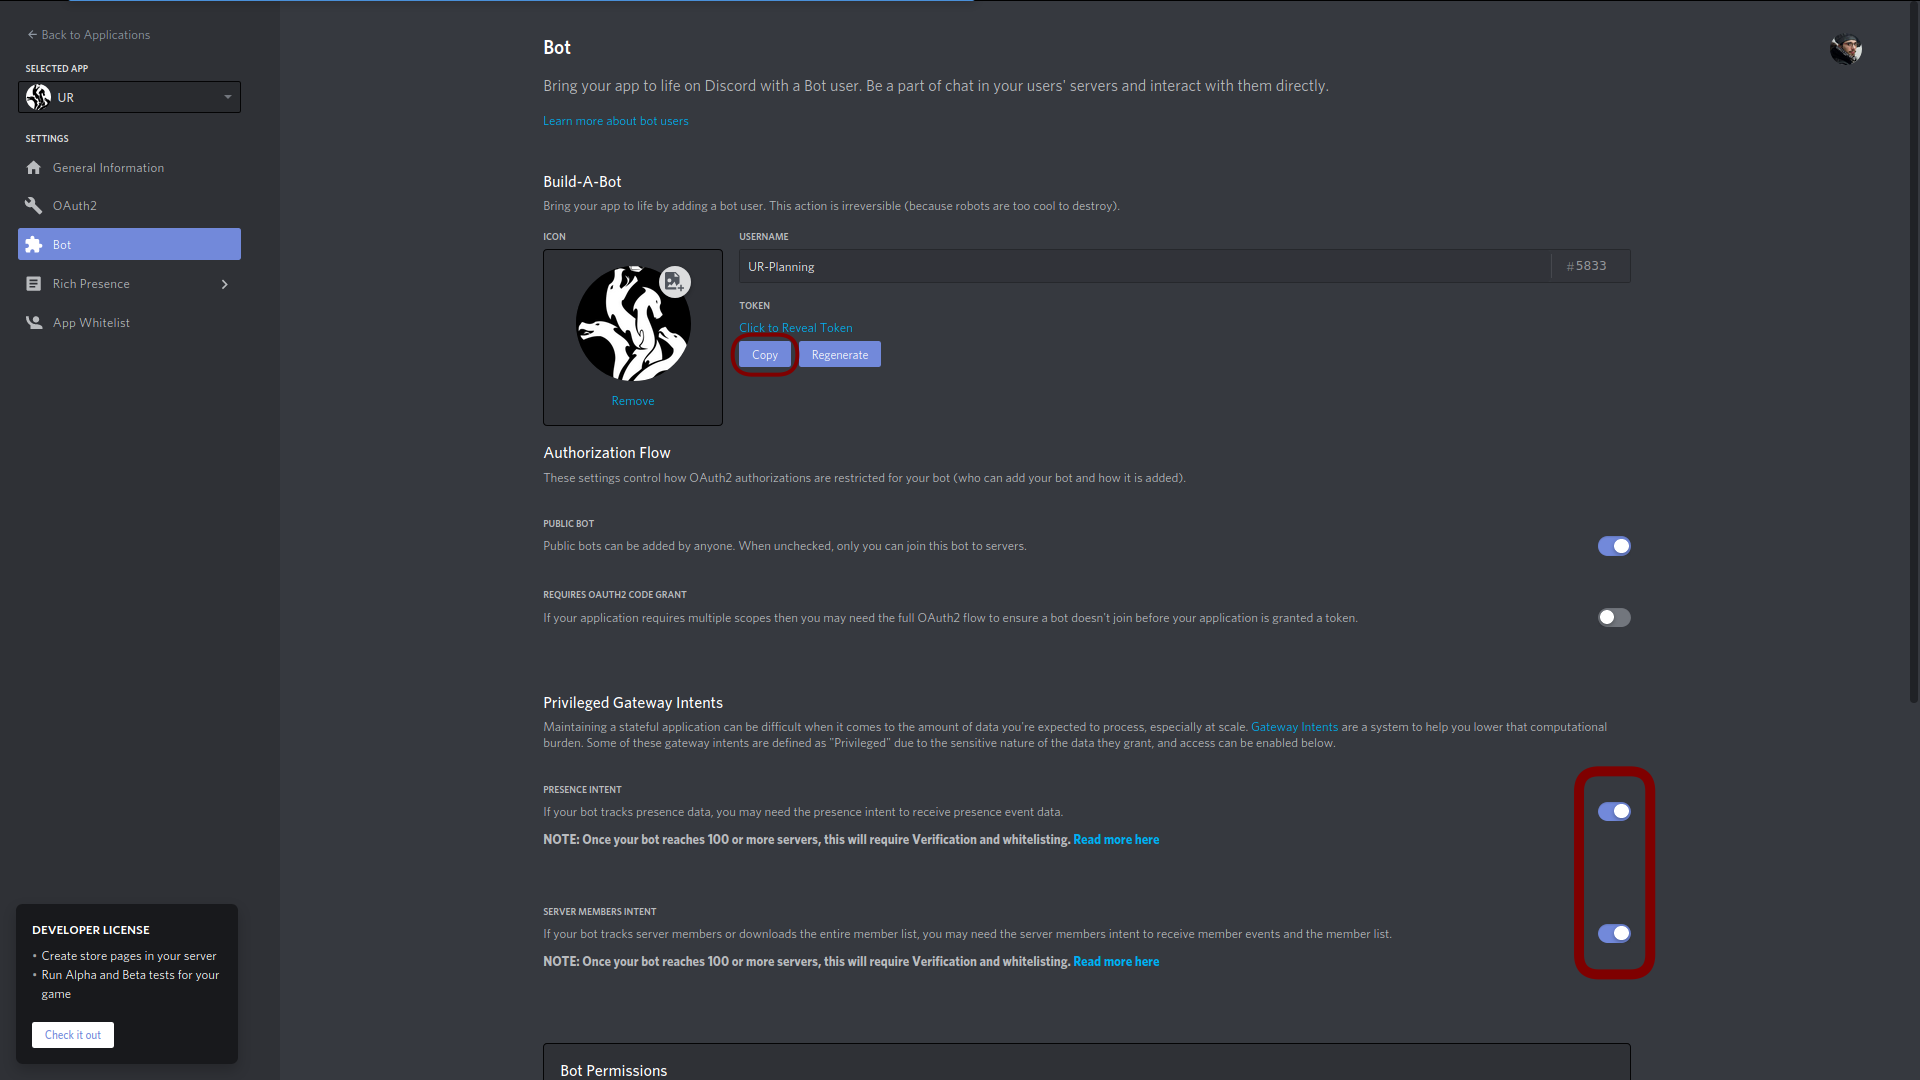 Back to Applications
SELECTED APP
UR
SETTINGS
General Information
OAuth2
Bot
Rich Presence
App Whitelist
DEVELOPER LICENSE
• Create store pages in your server
• Run Alpha and Beta tests for your
game
Check it out
Bot
Bring your app to life on Discord with a Bot user. Be a part of chat in your users' servers and interact with them directly.
Learn more about bot users
Build-A-Bot
Bring your app to life by adding a bot user. This action is irreversible (because robots are too cool to destroy).
ICON
Remove
USERNAME
UR-Planning #5833
TOKEN
Click to Reveal Token
Copy Regenerate
Authorization Flow
These settings control how OAuth2 authorizations are restricted for your bot (who can add your bot and how it is added).
PUBLIC BOT
Public bots can be added by anyone. When unchecked, only you can join this bot to servers.
REQUIRES OAUTH2 CODE GRANT
If your application requires multiple scopes then you may need the full OAuth2 flow to ensure a bot doesn't join before your application is granted a token.
Privileged Gateway Intents
Maintaining a stateful application can be difficult when it comes to the amount of data you're expected to process, especially at scale. Gateway Intents are a system to help you lower that computational
burden. Some of these gateway intents are defined as "Privileged" due to the sensitive nature of the data they grant, and access can be enabled below.
PRESENCE INTENT
If your bot tracks presence data, you may need the presence intent to receive presence event data.
NOTE: Once your bot reaches 100 or more servers, this will require Verification and whitelisting. Read more here
SERVER MEMBERS INTENT
If your bot tracks server members or downloads the entire member list, you may need the server members intent to receive member events and the member list.
NOTE: Once your bot reaches 100 or more servers, this will require Verification and whitelisting. Read more here
Bot Permissions